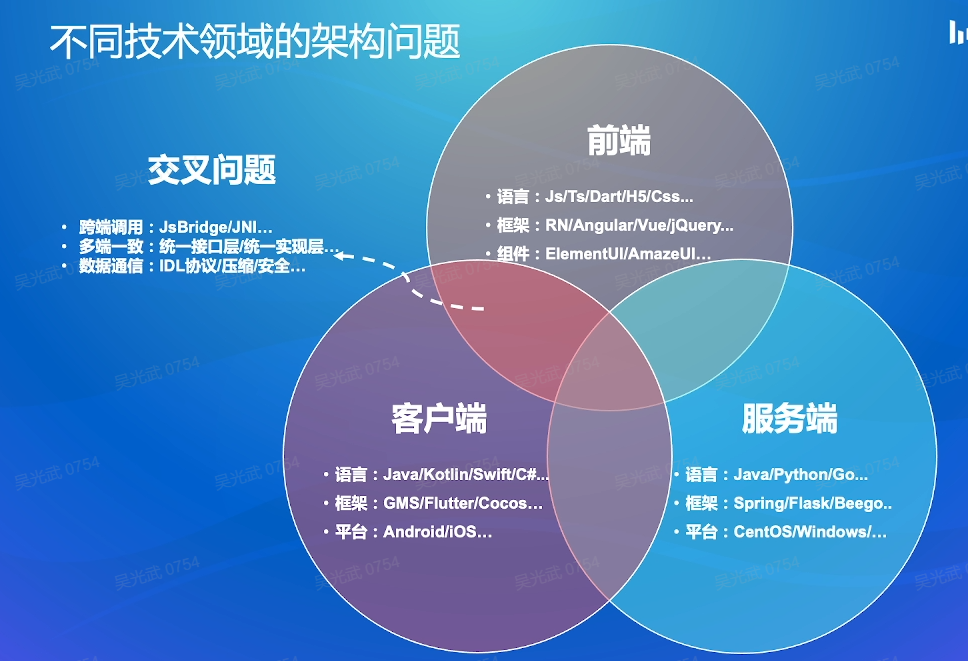 不同技术领域的架构问题
交叉问题
• 跨端调用：JsBridge/JNI…
• 多端一致：统一接口层/统一实现层…
• 数据通信：IDL协议/压缩/安全…
前端
• 语言：Js/Ts/Dart/H5/Css...
• 框架：RN/Angular/Vue/jQuery...
• 组件：ElementUI/AmazeUI…
客户端
• 语言：Java/Kotlin/Swift/C#...
• 框架：GMS/Flutter/Cocos…
• 平台：Android/iOS…
服务端
• 语言：Java/Python/Go...
• 框架：Spring/Flask/Beego..
• 平台：CentOS/Windows/…
吴光武 0754